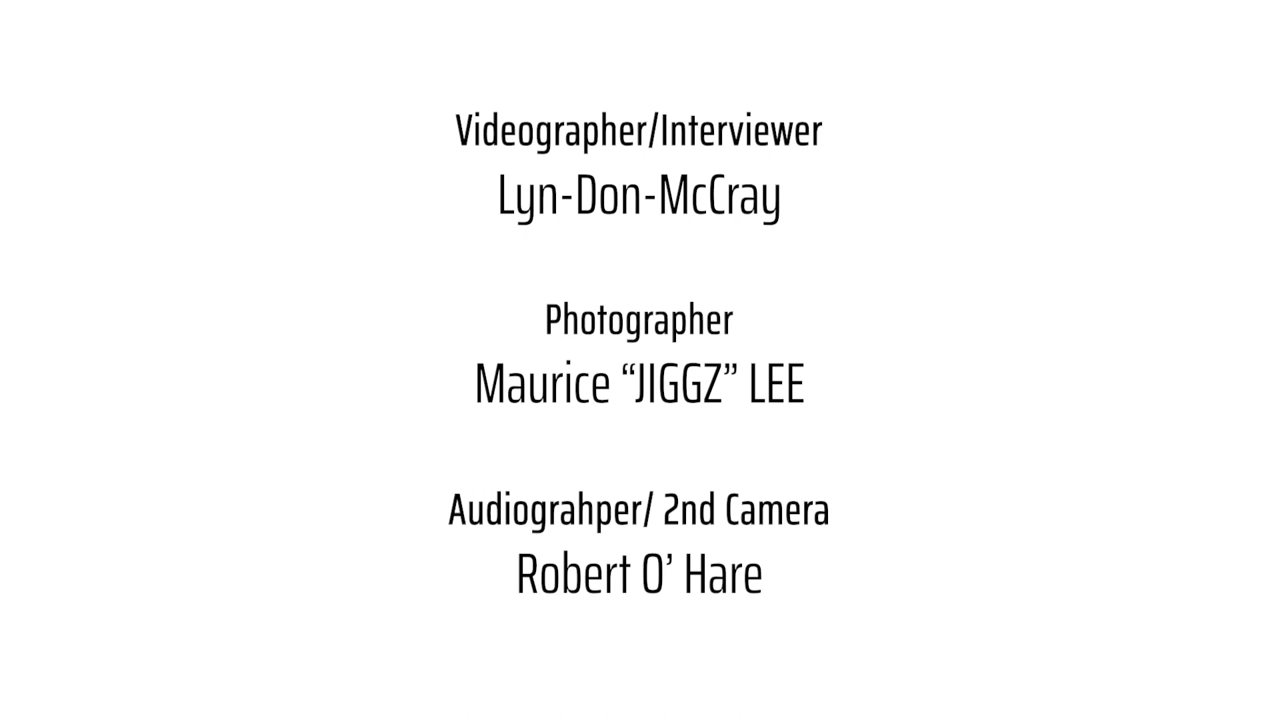 Videographer/Interviewer
Lyn-Don-McCray
Photographer
Maurice “JIGGZ” LEE
Audiograhper/ 2nd Camera
Robert O’ Hare